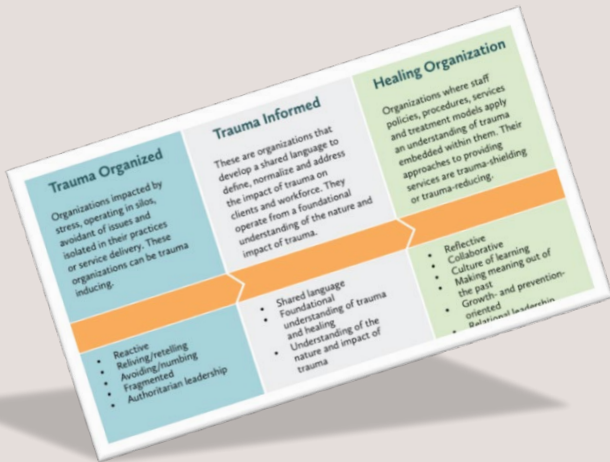 Trauma Organized
Organizations impacted by
stress, operating in silos,
avoidant of issues and
isolated in their practices
or service delivery. These
organizations can be trauma
inducing.
• Reactive
• Reliving/retelling
• Avoiding/numbing
• Fragmented
• Authoritarian leadership
Trauma Informed
These are organizations that
develop a shared language to
define, normalize and address
the impact of trauma on
clients and workforce. They
operate from a foundational
understanding of the nature and
impact of trauma.
• Shared language
• Foundational
understanding of trauma
and healing
• Understanding of the
nature and impact of
trauma
Healing Organization
Organizations where staff
policies, procedures, services
and treatment models apply
an understanding of trauma
embedded within them. Their
approaches to providing
services are trauma-shielding
or trauma-reducing.
• Reflective
• Collaborative
• Culture of learning
• Making meaning out of
the past
• Growth- and prevention-
oriented
• Relational leadership